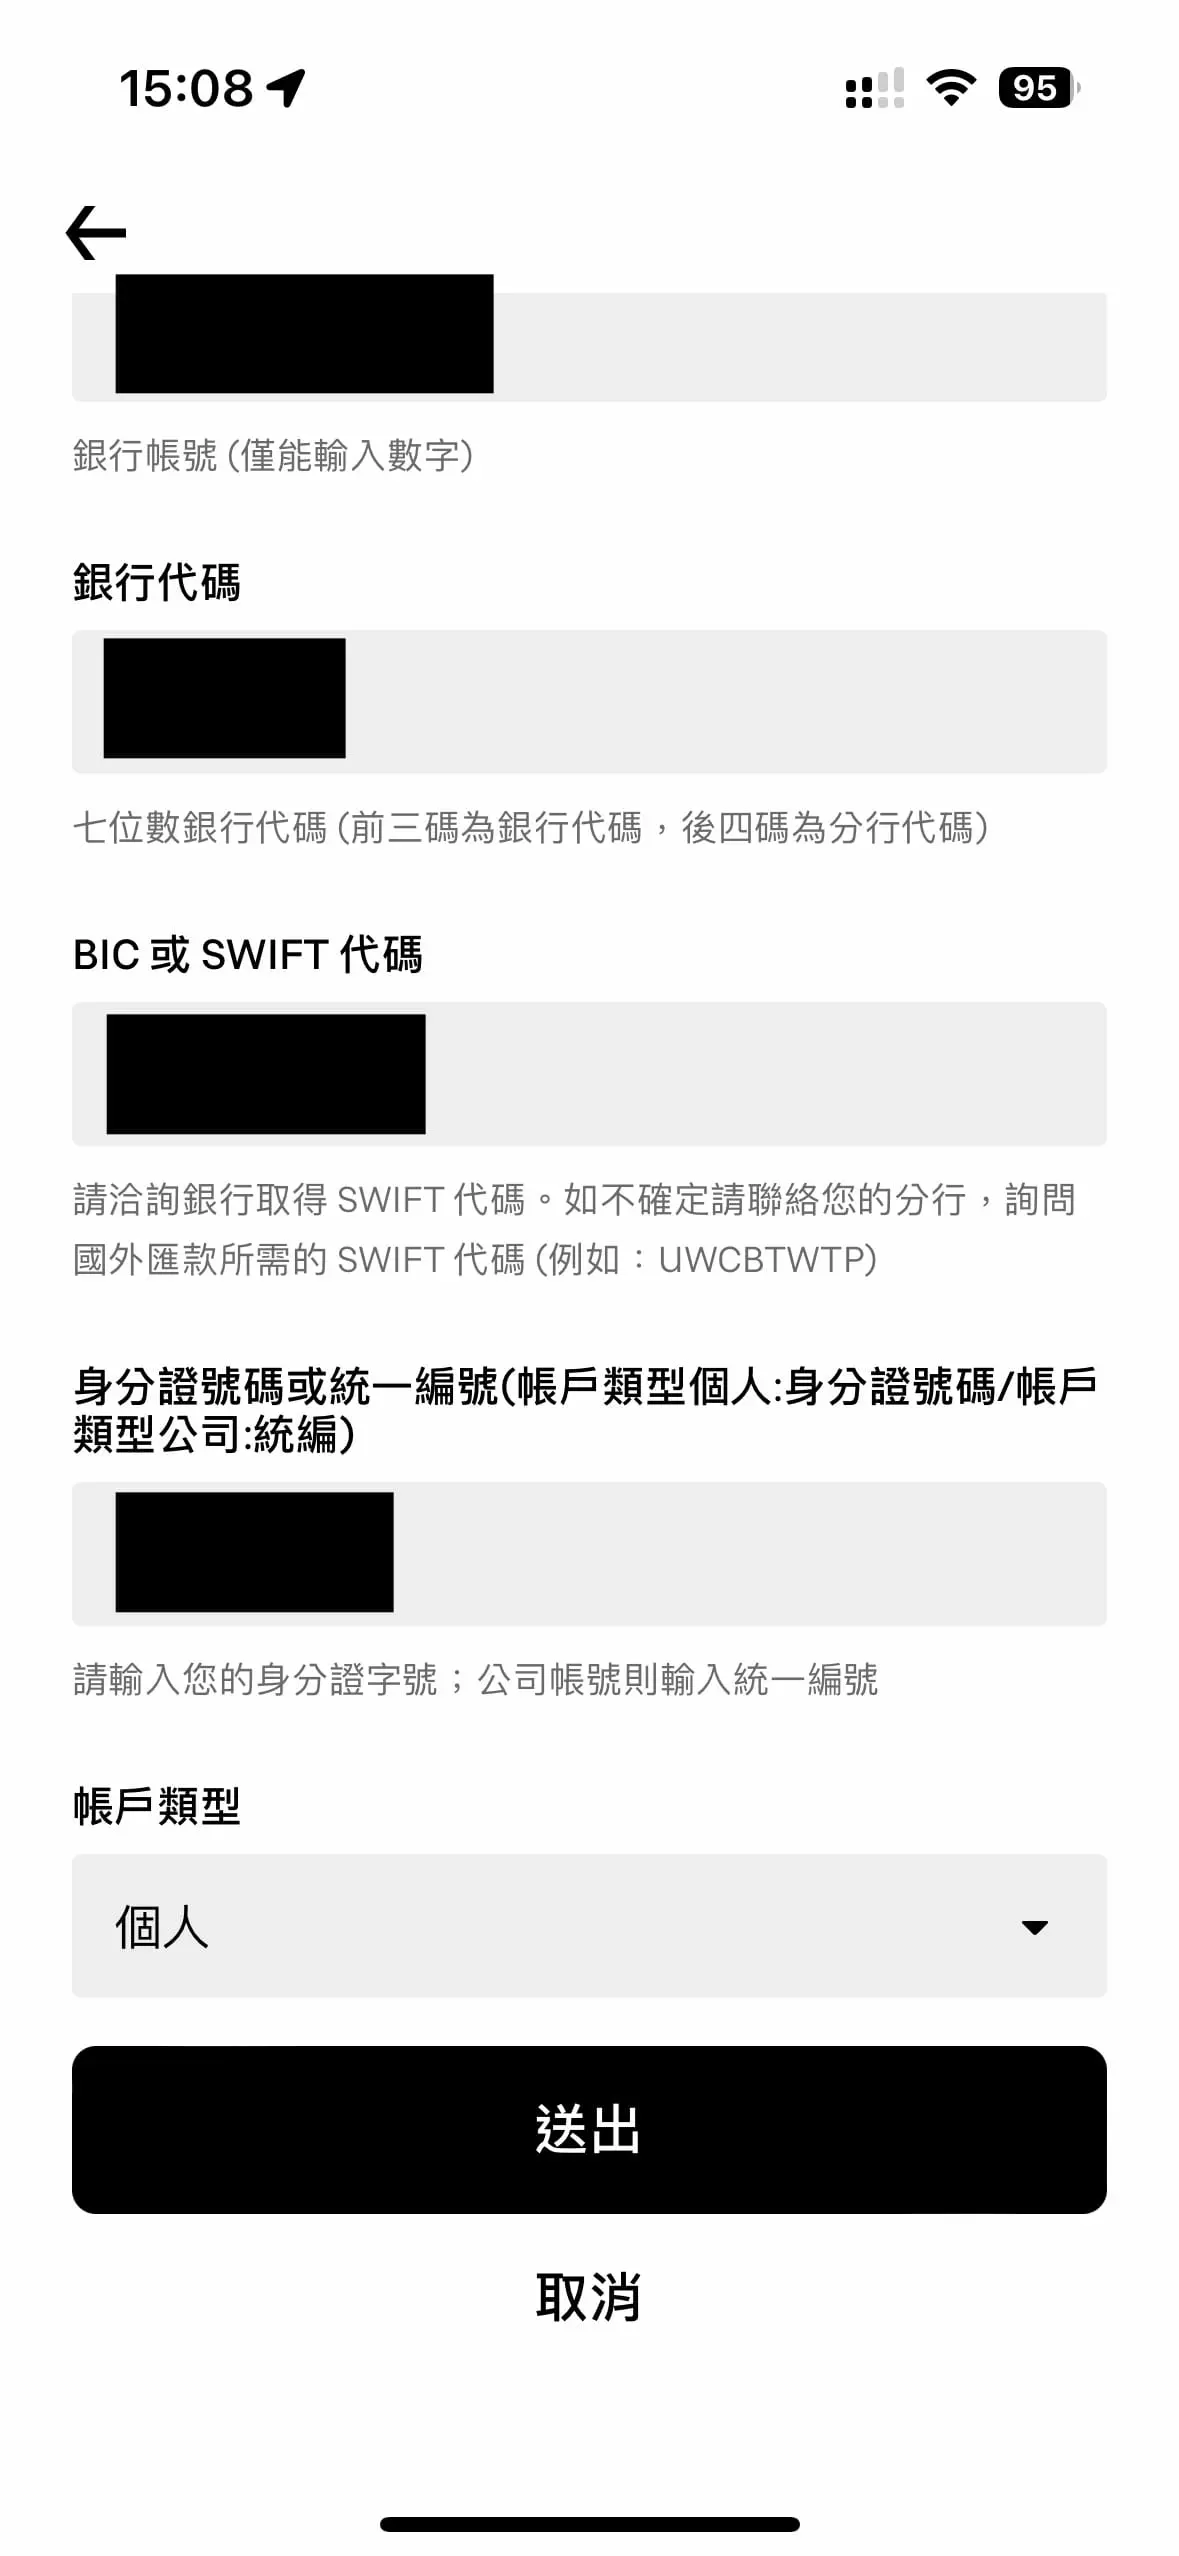 15:08
95
銀行帳號 (僅能輸入數字)
銀行代碼
七位數銀行代碼 (前三碼為銀行代碼，後四碼為分行代碼)
BIC 或 SWIFT 代碼
請洽詢銀行取得 SWIFT 代碼。如不確定請聯絡您的分行，詢問
國外匯款所需的 SWIFT 代碼 (例如：UWCBTWTP)
身分證號碼或統一編號(帳戶類型個人:身分證號碼/帳戶
類型公司:統編)
請輸入您的身分證字號；公司帳號則輸入統一編號
帳戶類型
個人
送出
取消